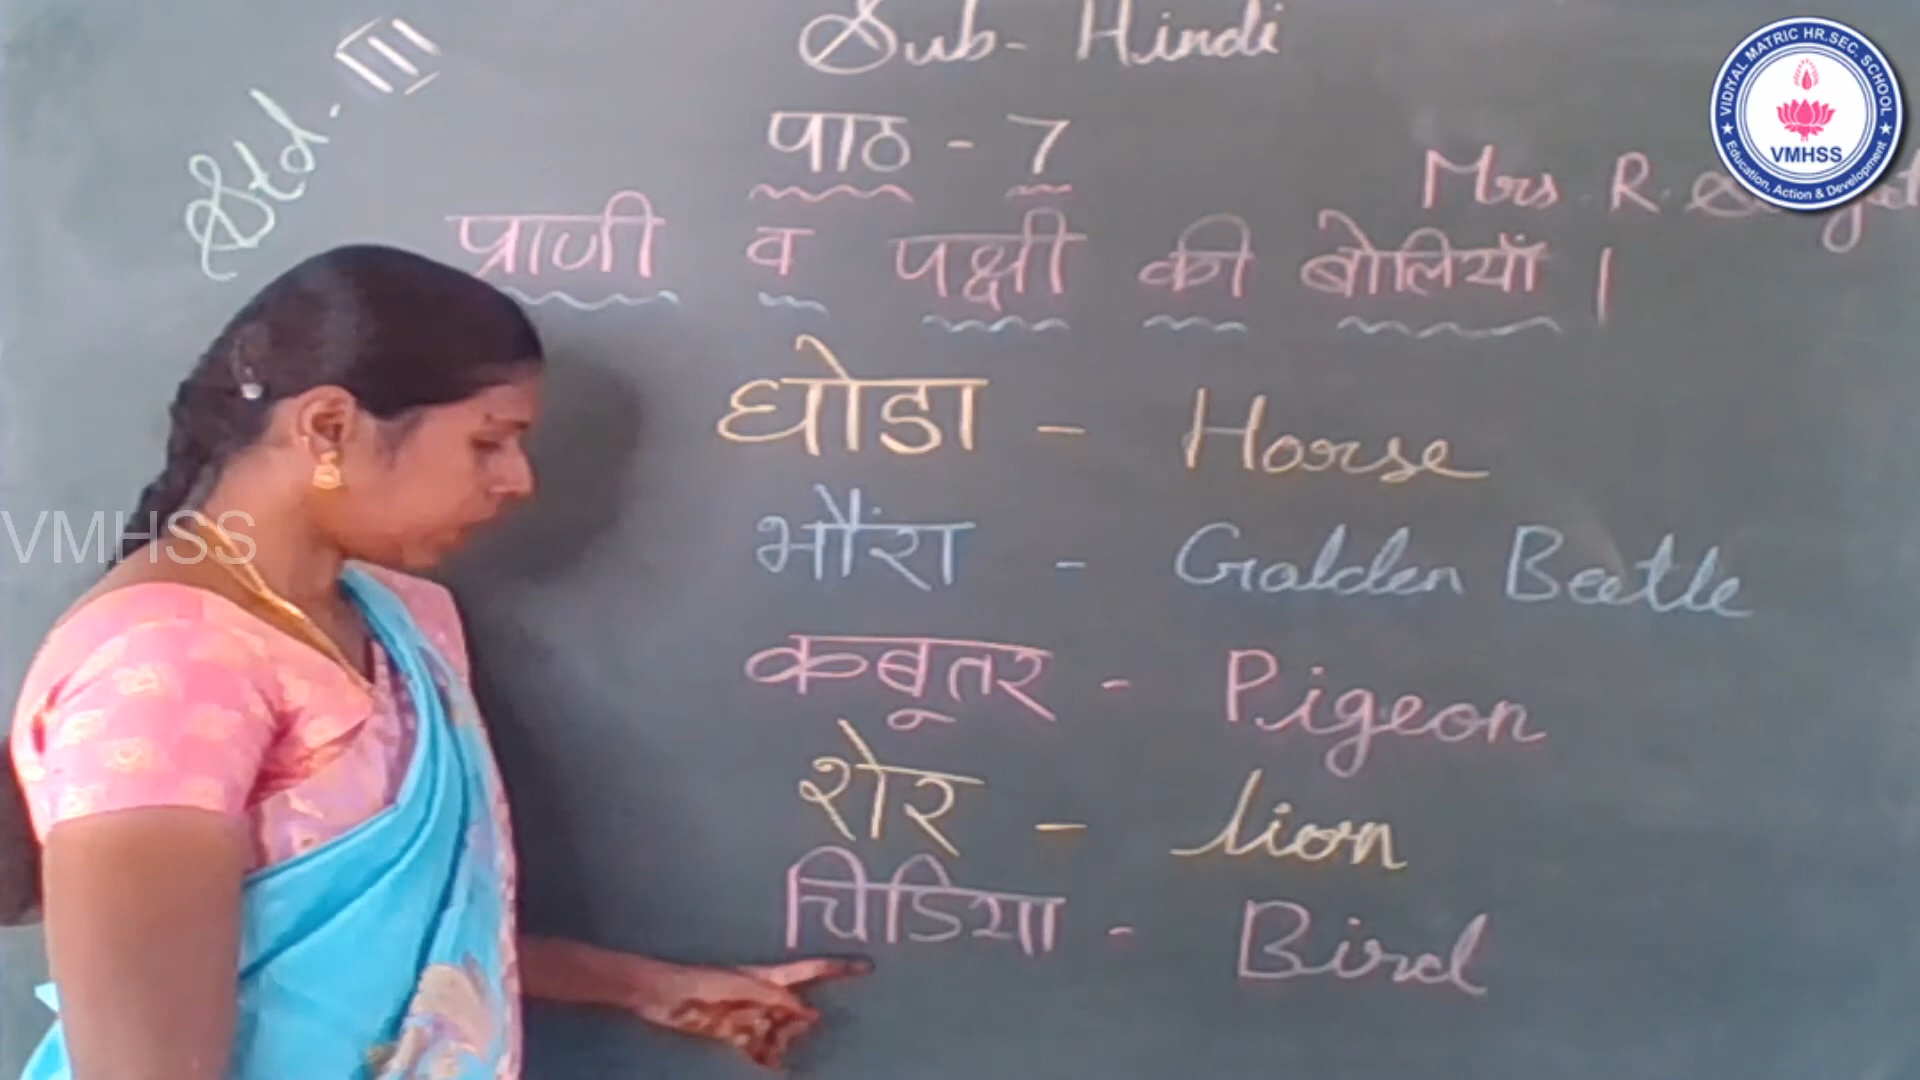 Sub- Hindi
Std- III
पाठ - 7
Mrs. R.
प्राणी व पक्षी की बोलियाँ ।
घोडा - Horse
भौंरा - Golden Beetle
कबूतर - Pigeon
शेर - lion
चिडिया - Bird
VIDIYAL MATRIC HR.SEC. SCHOOL
VMHSS
Education, Action & Development
VMHSS